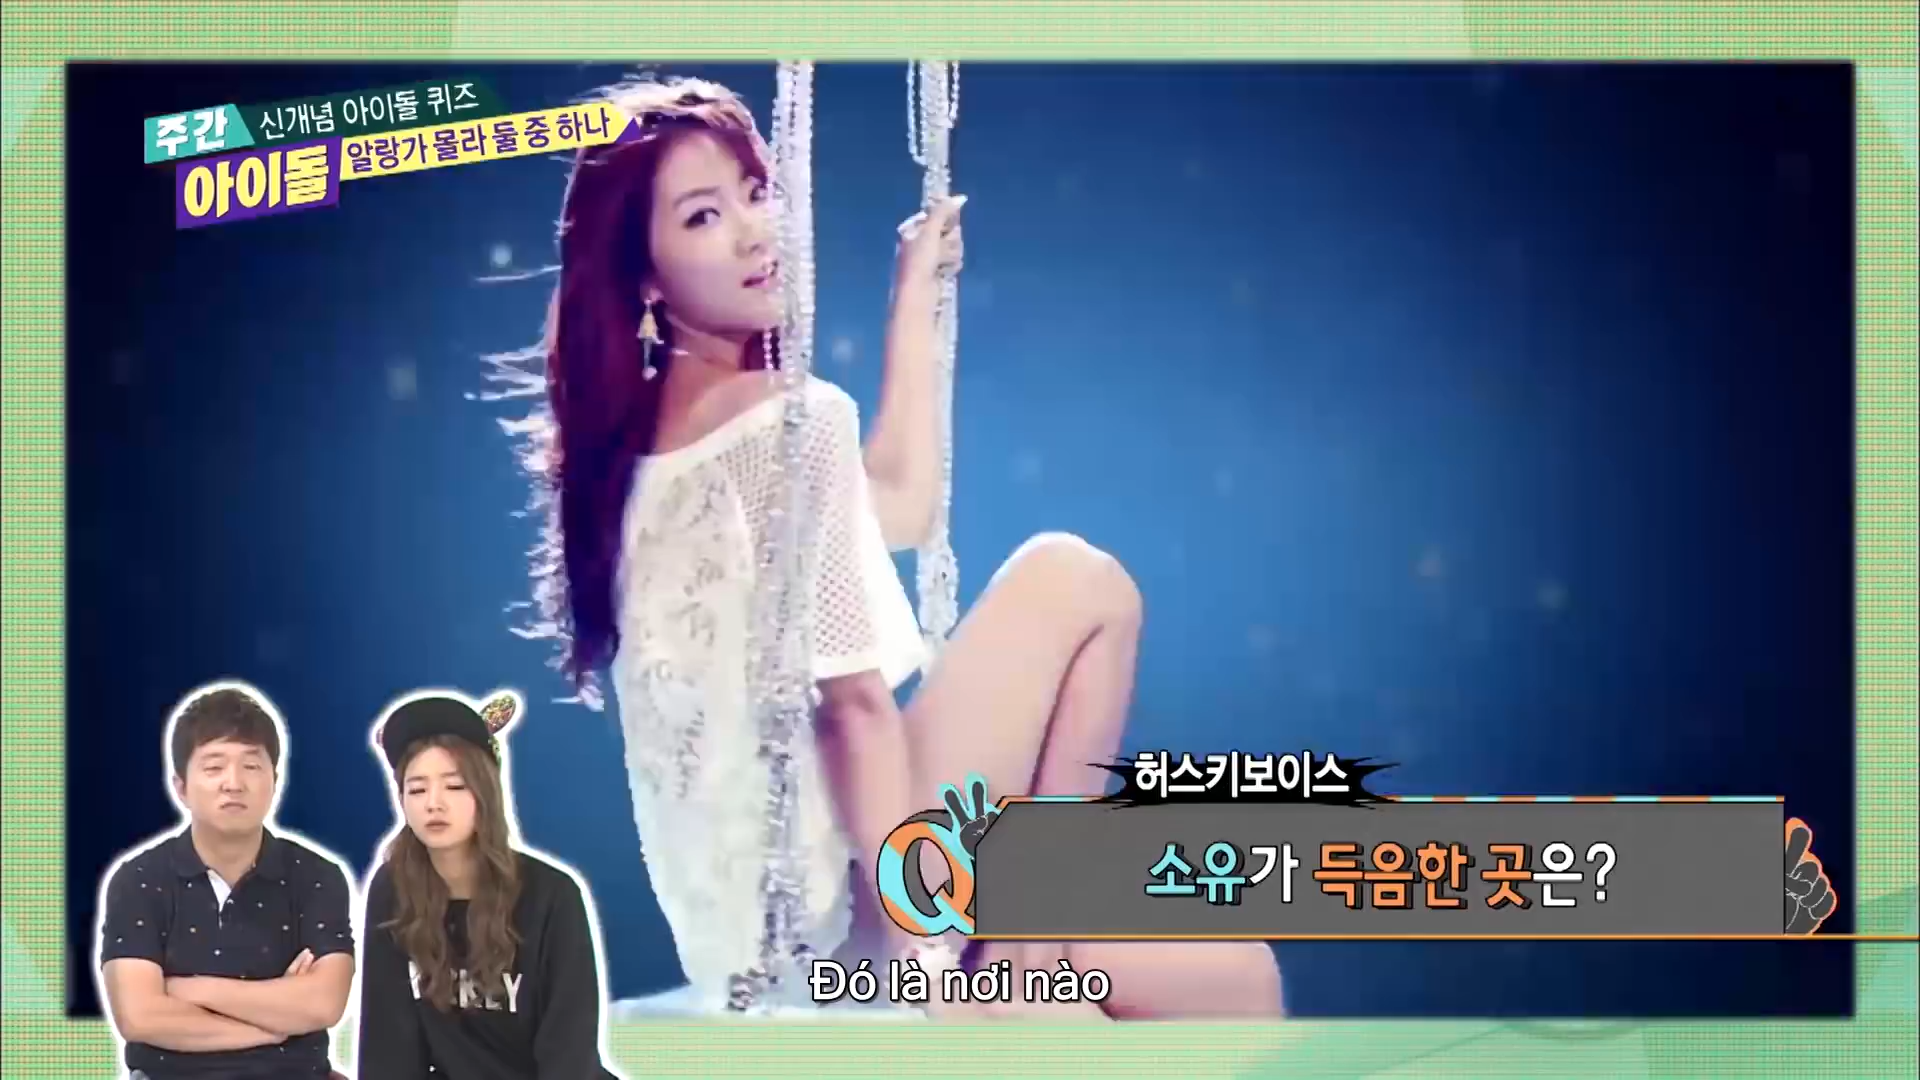 주간 신개념 아이돌 퀴즈
아이돌 알랑가 몰라 둘 중 하나
허스키보이스
Q 소유가 득음한 곳은?
Đó là nơi nào